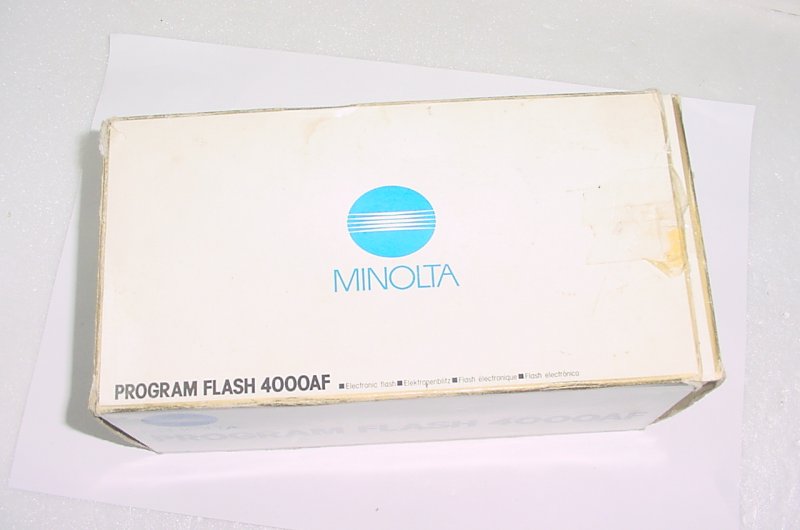 MINOLTA
PROGRAM FLASH 4000AF ■Electronic flash ■Elektronenblitz ■Flash électronique ■Flash electrónico
PROGRAM FLASH 4000AF